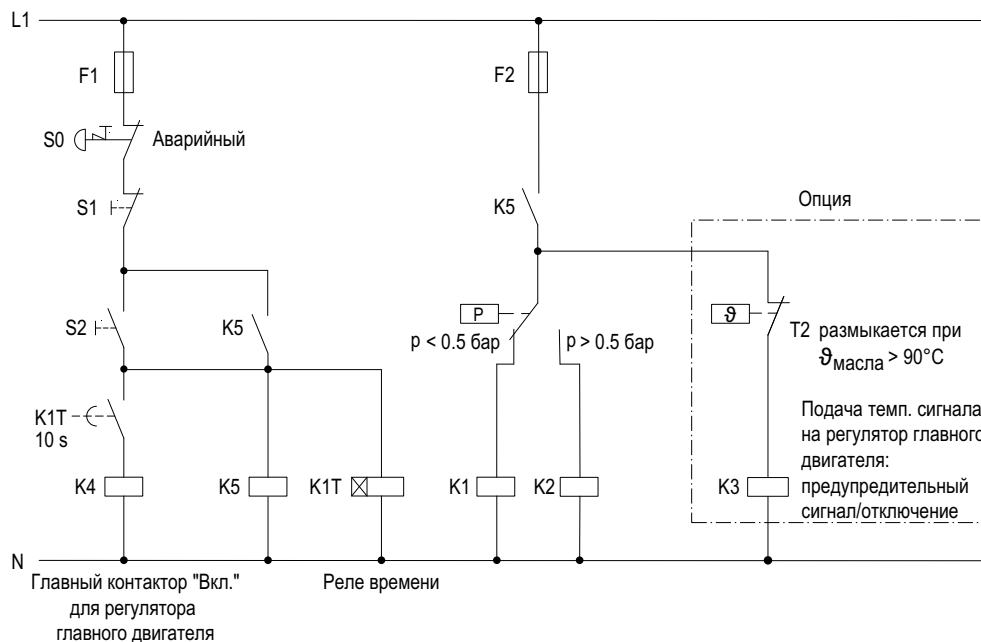 L1
F1
F2
S0
Аварийный
S1
K5
Опция
S2
K5
P
ϑ
p < 0.5 бар
p > 0.5 бар
T2 размыкается при
ϑмасла > 90°C
K1T
10 s
Подача темп. сигнала
на регулятор главного
двигателя:
предупредительный
сигнал/отключение
K4
K5
K1T
K1
K2
K3
N
Главный контактор "Вкл."
для регулятора
главного двигателя
Реле времени